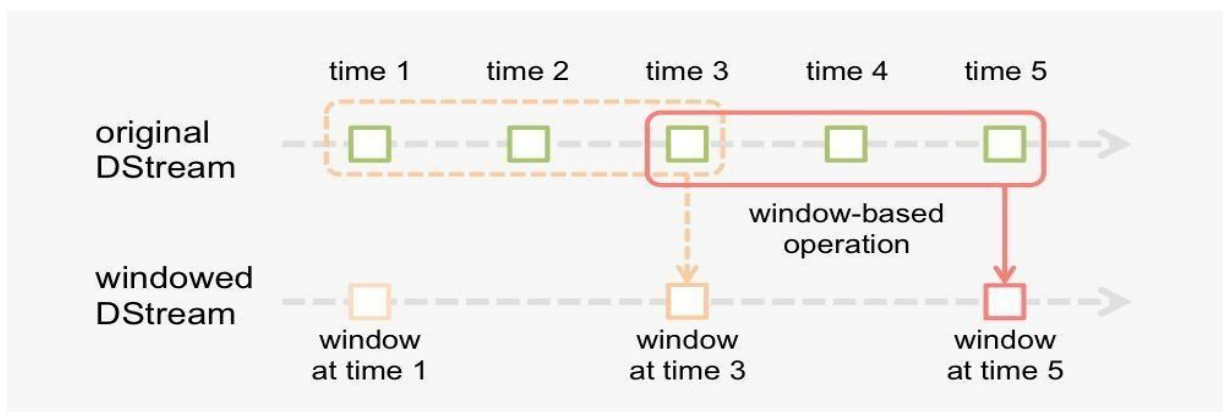 time 1 time 2 time 3 time 4 time 5
original
DStream
window-based
operation
windowed
DStream
window window window
at time 1 at time 3 at time 5